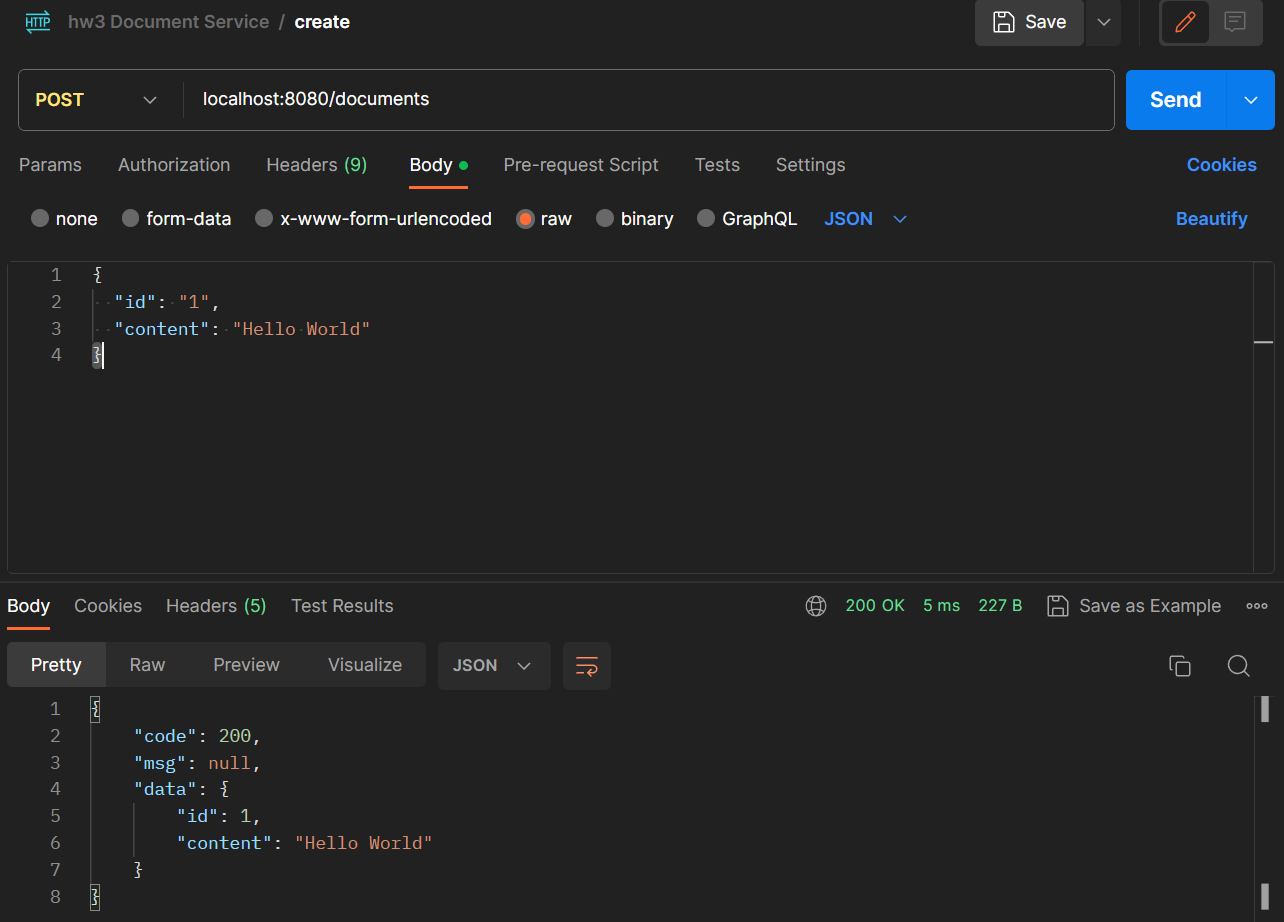 HTTP hw3 Document Service / create Save
POST localhost:8080/documents Send
Params Authorization Headers (9) Body Pre-request Script Tests Settings Cookies
none form-data x-www-form-urlencoded raw binary GraphQL JSON Beautify
1 {
2 "id": "1",
3 "content": "Hello World"
4 }
Body Cookies Headers (5) Test Results 200 OK 5 ms 227 B Save as Example
Pretty Raw Preview Visualize JSON
1 {
2 "code": 200,
3 "msg": null,
4 "data": {
5 "id": 1,
6 "content": "Hello World"
7 }
8 }